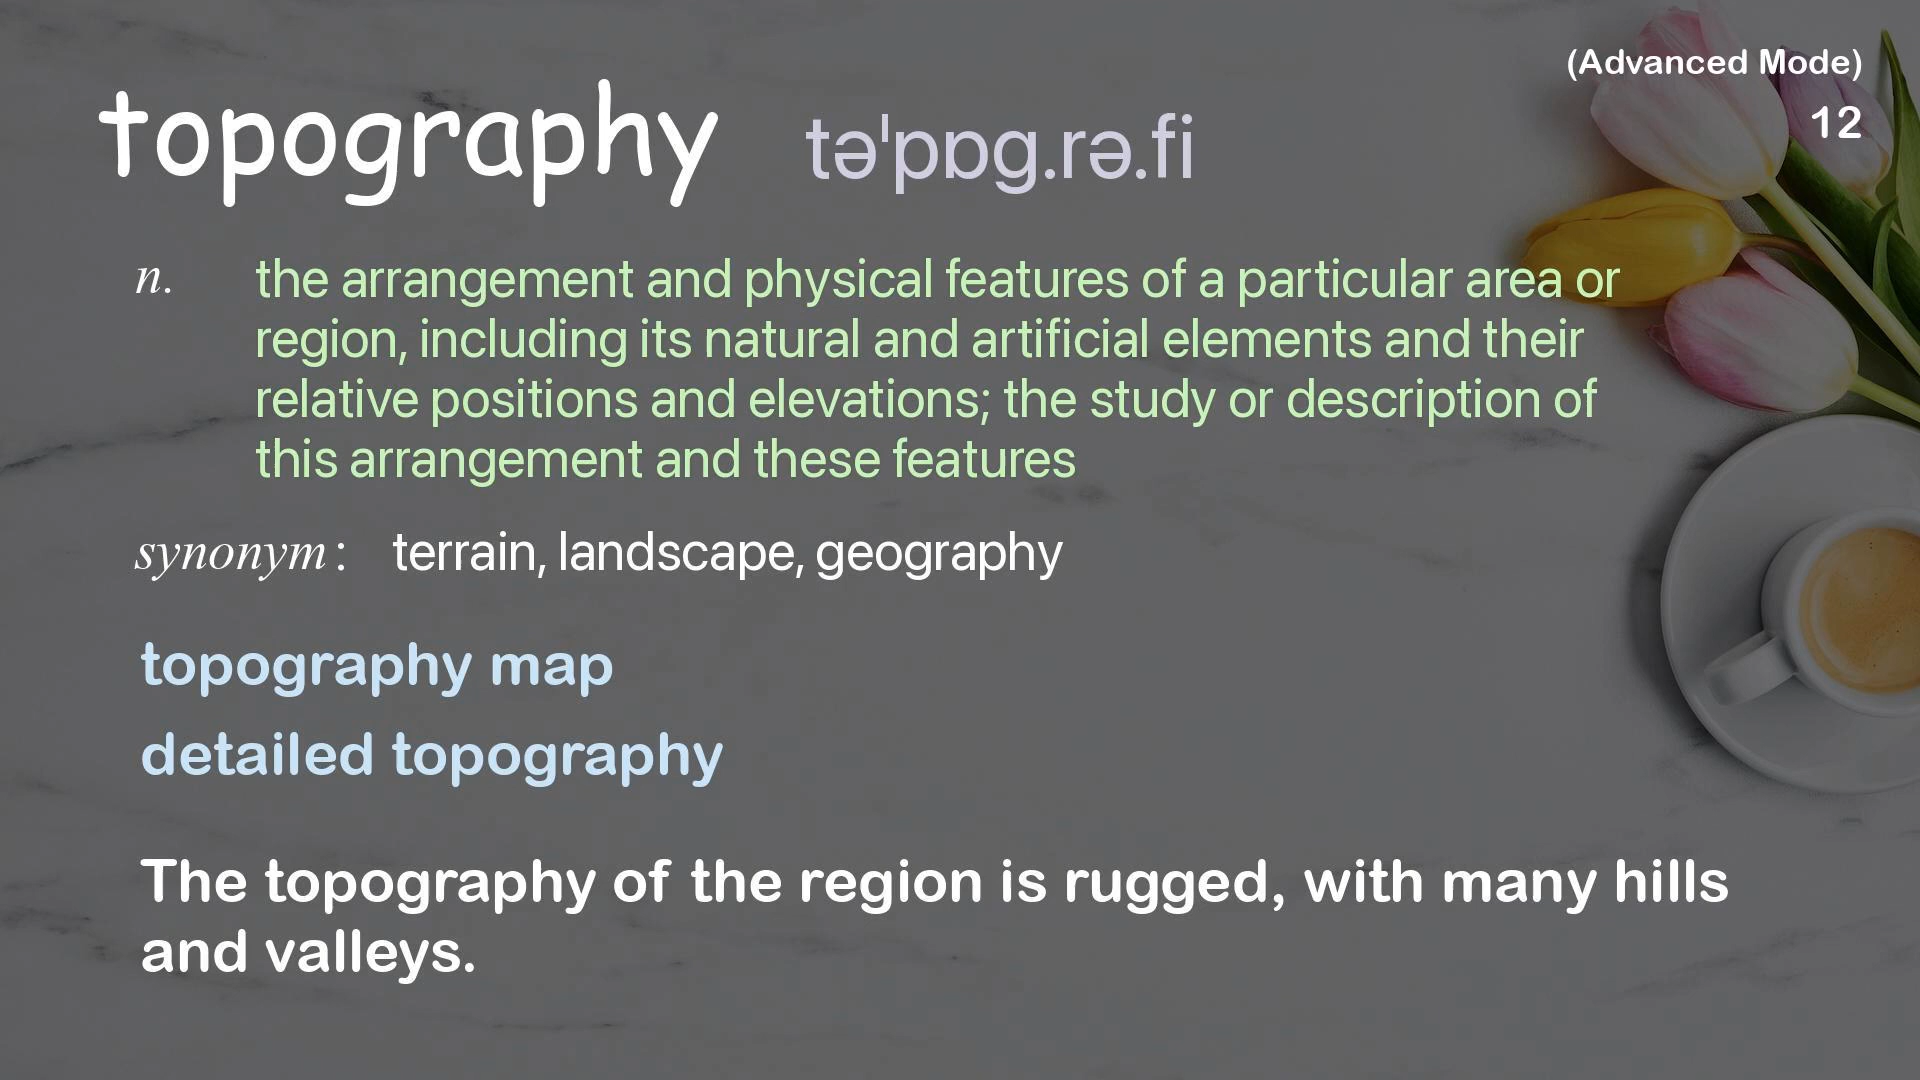 (Advanced Mode)
topography təˈpɒg.rə.fi
12
n. the arrangement and physical features of a particular area or
region, including its natural and artificial elements and their
relative positions and elevations; the study or description of
this arrangement and these features
synonym: terrain, landscape, geography
topography map
detailed topography
The topography of the region is rugged, with many hills
and valleys.